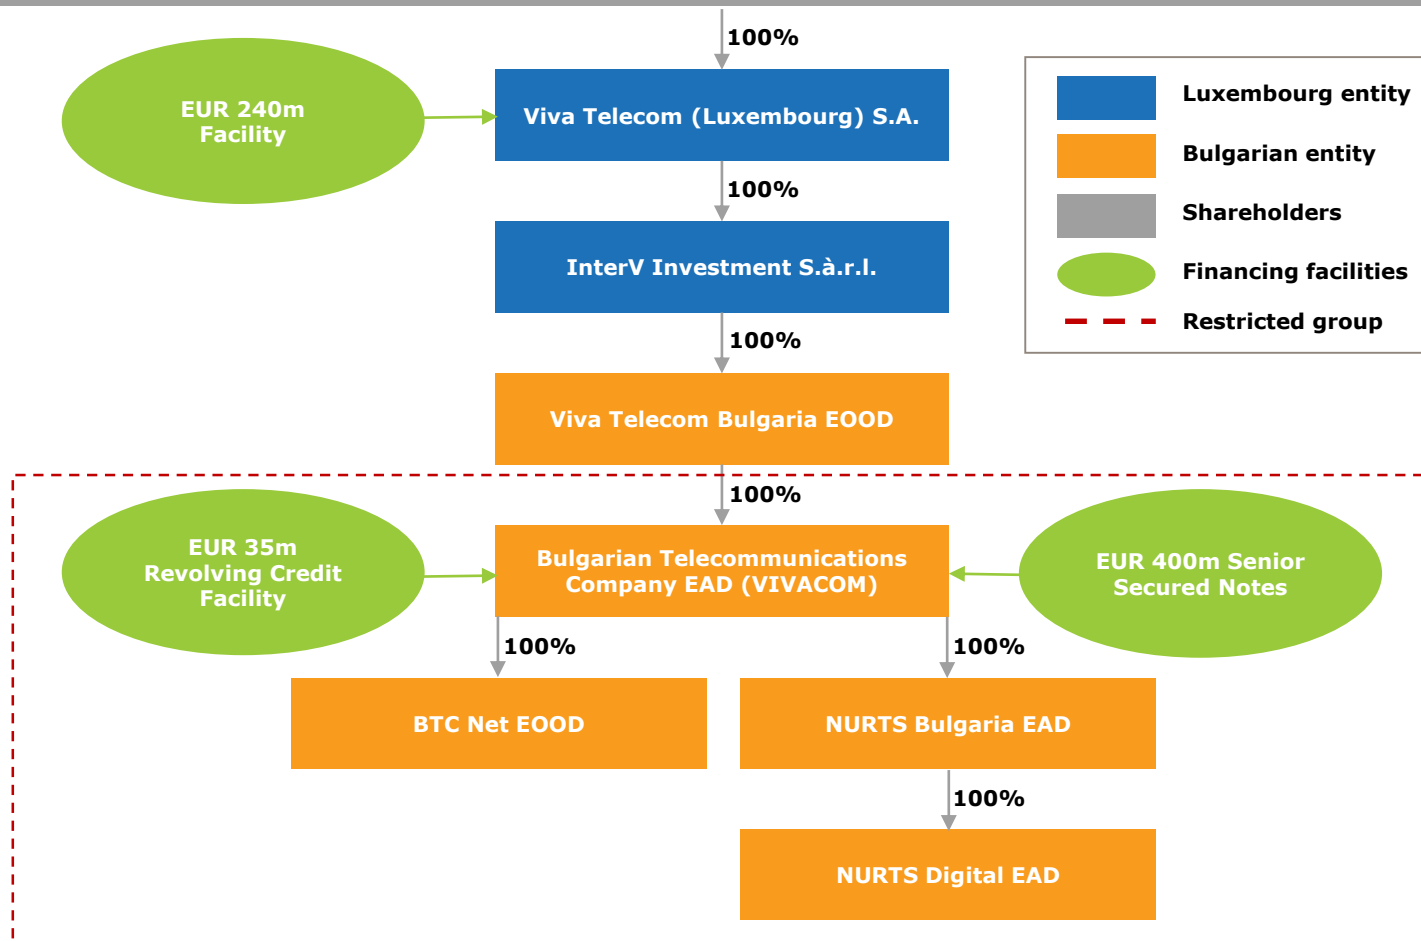 100%
EUR 240m
Facility
Viva Telecom (Luxembourg) S.A.
100%
InterV Investment S.à.r.l.
100%
Viva Telecom Bulgaria EOOD
Luxembourg entity
Bulgarian entity
Shareholders
Financing facilities
Restricted group
100%
EUR 35m
Revolving Credit
Facility
Bulgarian Telecommunications
Company EAD (VIVACOM)
EUR 400m Senior
Secured Notes
100%
100%
BTC Net EOOD
NURTS Bulgaria EAD
100%
NURTS Digital EAD